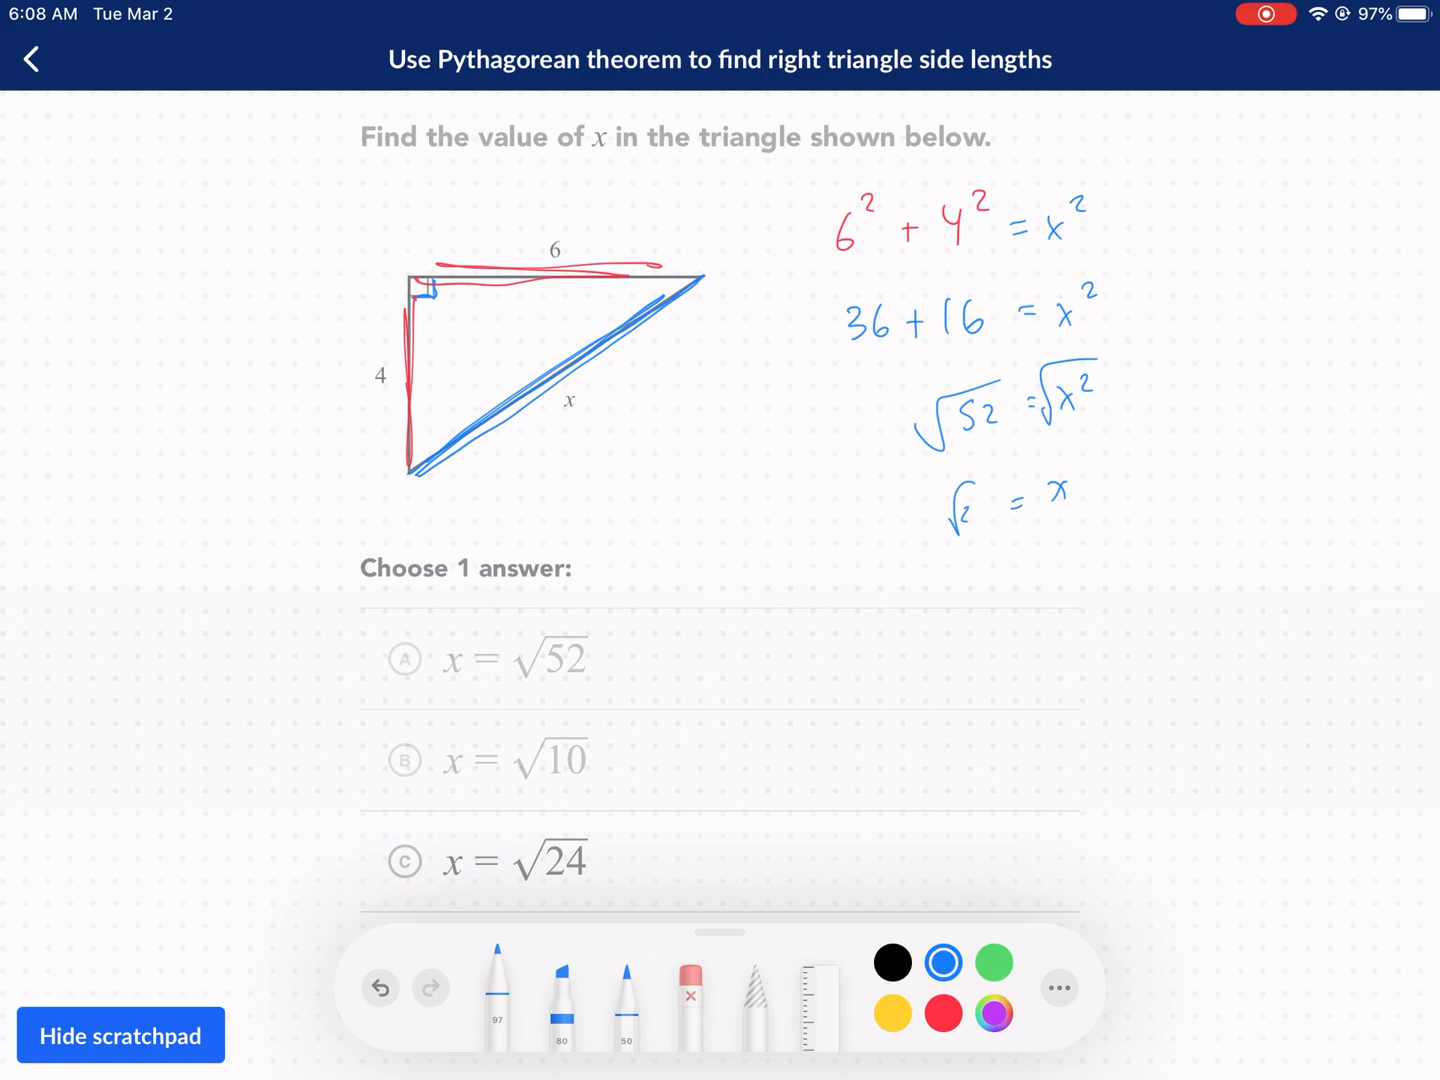 6:08 AM Tue Mar 2
97%
Use Pythagorean theorem to find right triangle side lengths
Find the value of x in the triangle shown below.
6
4
x
6² + 4² = x²
36 + 16 = x²
√52 = √x²
= x
Choose 1 answer:
A x = √52
B x = √10
C x = √24
97
80
50
Hide scratchpad